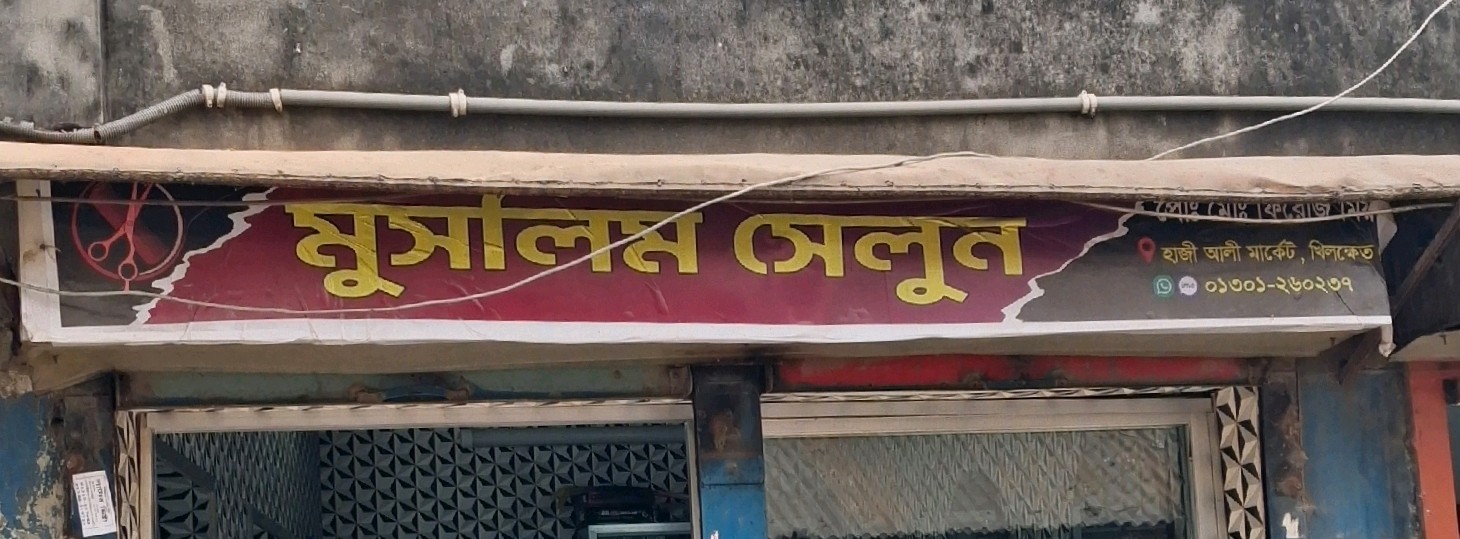 মুসলিম সেলুন
প্রোঃ মোঃ ফিরোজ মিয়া
হাজী আলী মার্কেট, খিলক্ষেত
০১৩০১-২৬০২৩৭